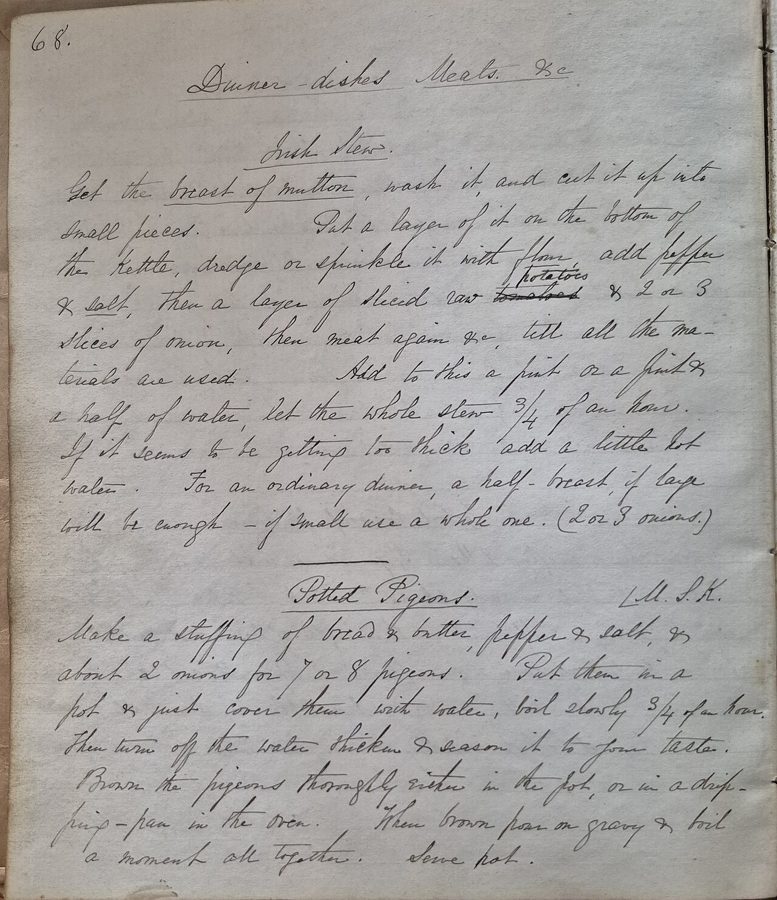 68.
Dinner-dishes Meats. &c
Irish Stew.
Get the breast of mutton, wash it, and cut it up into
small pieces. Put a layer of it on the bottom of
the Kettle, dredge or sprinkle it with flour, add pepper
potatoes
& salt, then a layer of sliced raw tomatoes & 2 or 3
slices of onion, then meat again &c, till all the ma-
terials are used. Add to this a pint or a pint &
a half of water, let the whole stew 3/4 of an hour.
If it seems to be getting too thick add a little hot
water. For an ordinary dinner, a half-breast, if large
will be enough - if small use a whole one. (2 or 3 onions.)
Potted Pigeons. M. S. K.
Make a stuffing of bread & butter, pepper & salt, &
about 2 onions for 7 or 8 pigeons. Put them in a
pot & just cover them with water, boil slowly 3/4 of an hour.
Then turn off the water thicken & season it to your taste.
Brown the pigeons thoroughly either in the pot, or in a drip-
ping-pan in the oven. When brown pour on gravy & boil
a moment all together. Serve hot.